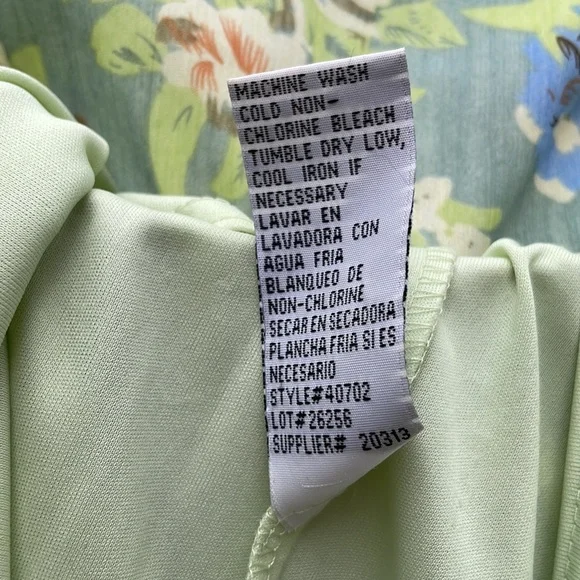 MACHINE WASH
COLD NON-
CHLORINE BLEACH
TUMBLE DRY LOW,
COOL IRON IF
NECESSARY
LAVAR EN
LAVADORA CON
AGUA FRIA
BLANQUEO DE
NON-CHLORINE
SECAR EN SECADORA
PLANCHA FRIA SI ES
NECESARIO
STYLE#40702
LOT#26256
SUPPLIER# 20313